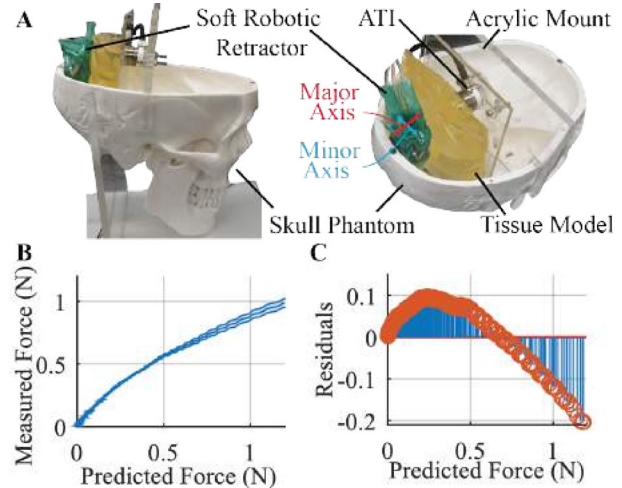 A
Soft Robotic
Retractor
ATI
Acrylic Mount
Major
Axis
Minor
Axis
Skull Phantom
Tissue Model
B
Measured Force (N)
1
0.5
0
0
0.5
1
Predicted Force (N)
C
Residuals
0.1
0
-0.1
-0.2
0
0.5
1
Predicted Force (N)